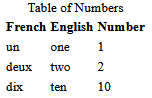 Table of Numbers
French English Number
un one 1
deux two 2
dix ten 10